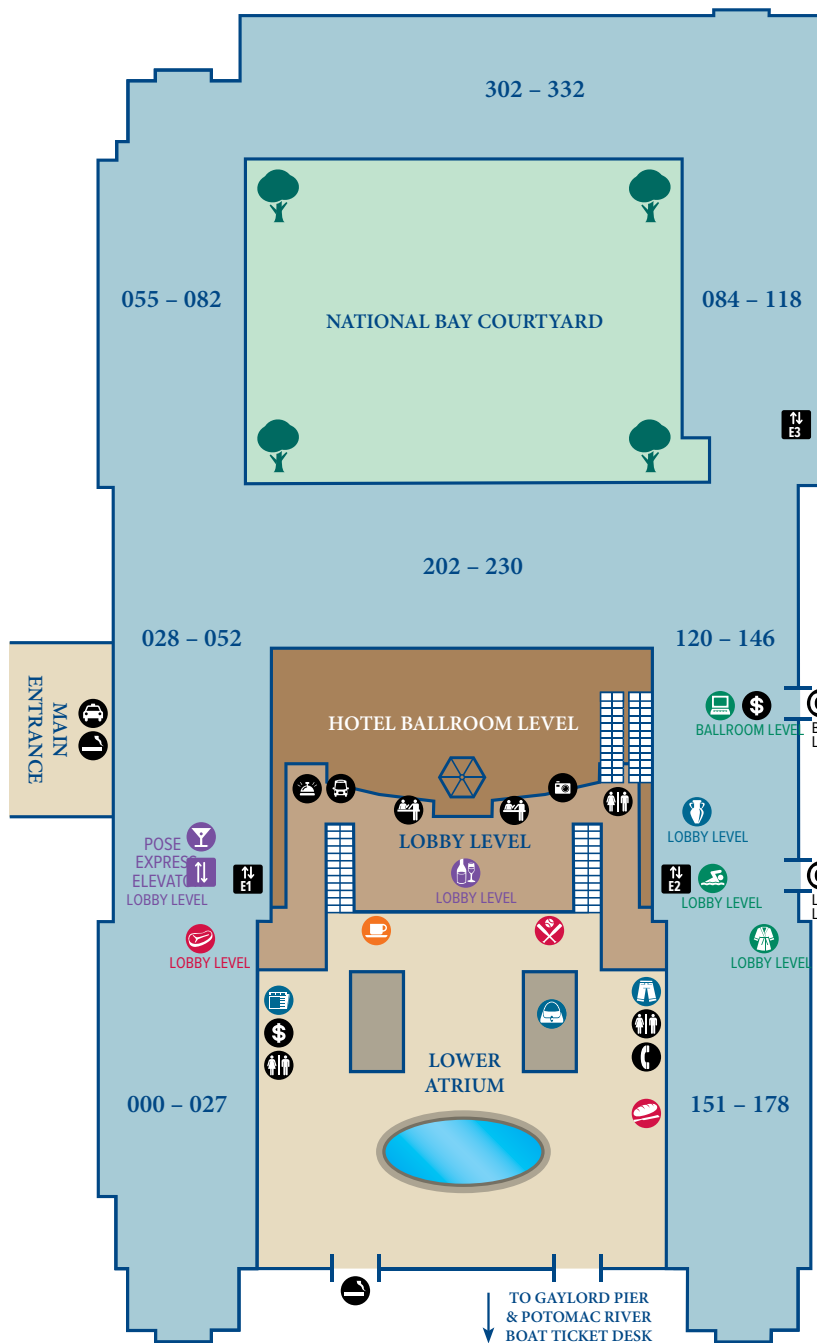 302 – 332
055 – 082
084 – 118
NATIONAL BAY COURTYARD
E3
202 – 230
028 – 052
120 – 146
MAIN
ENTRANCE
HOTEL BALLROOM LEVEL
$
BALLROOM LEVEL
LOBBY LEVEL
LOBBY LEVEL
POSE
EXPRESS
LOBBY LEVEL
E1
LOBBY LEVEL
E2
LOBBY LEVEL
LOBBY LEVEL
LOBBY LEVEL
$
LOWER
ATRIUM
000 – 027
151 – 178
TO GAYLORD PIER
& POTOMAC RIVER
BOAT TICKET DESK